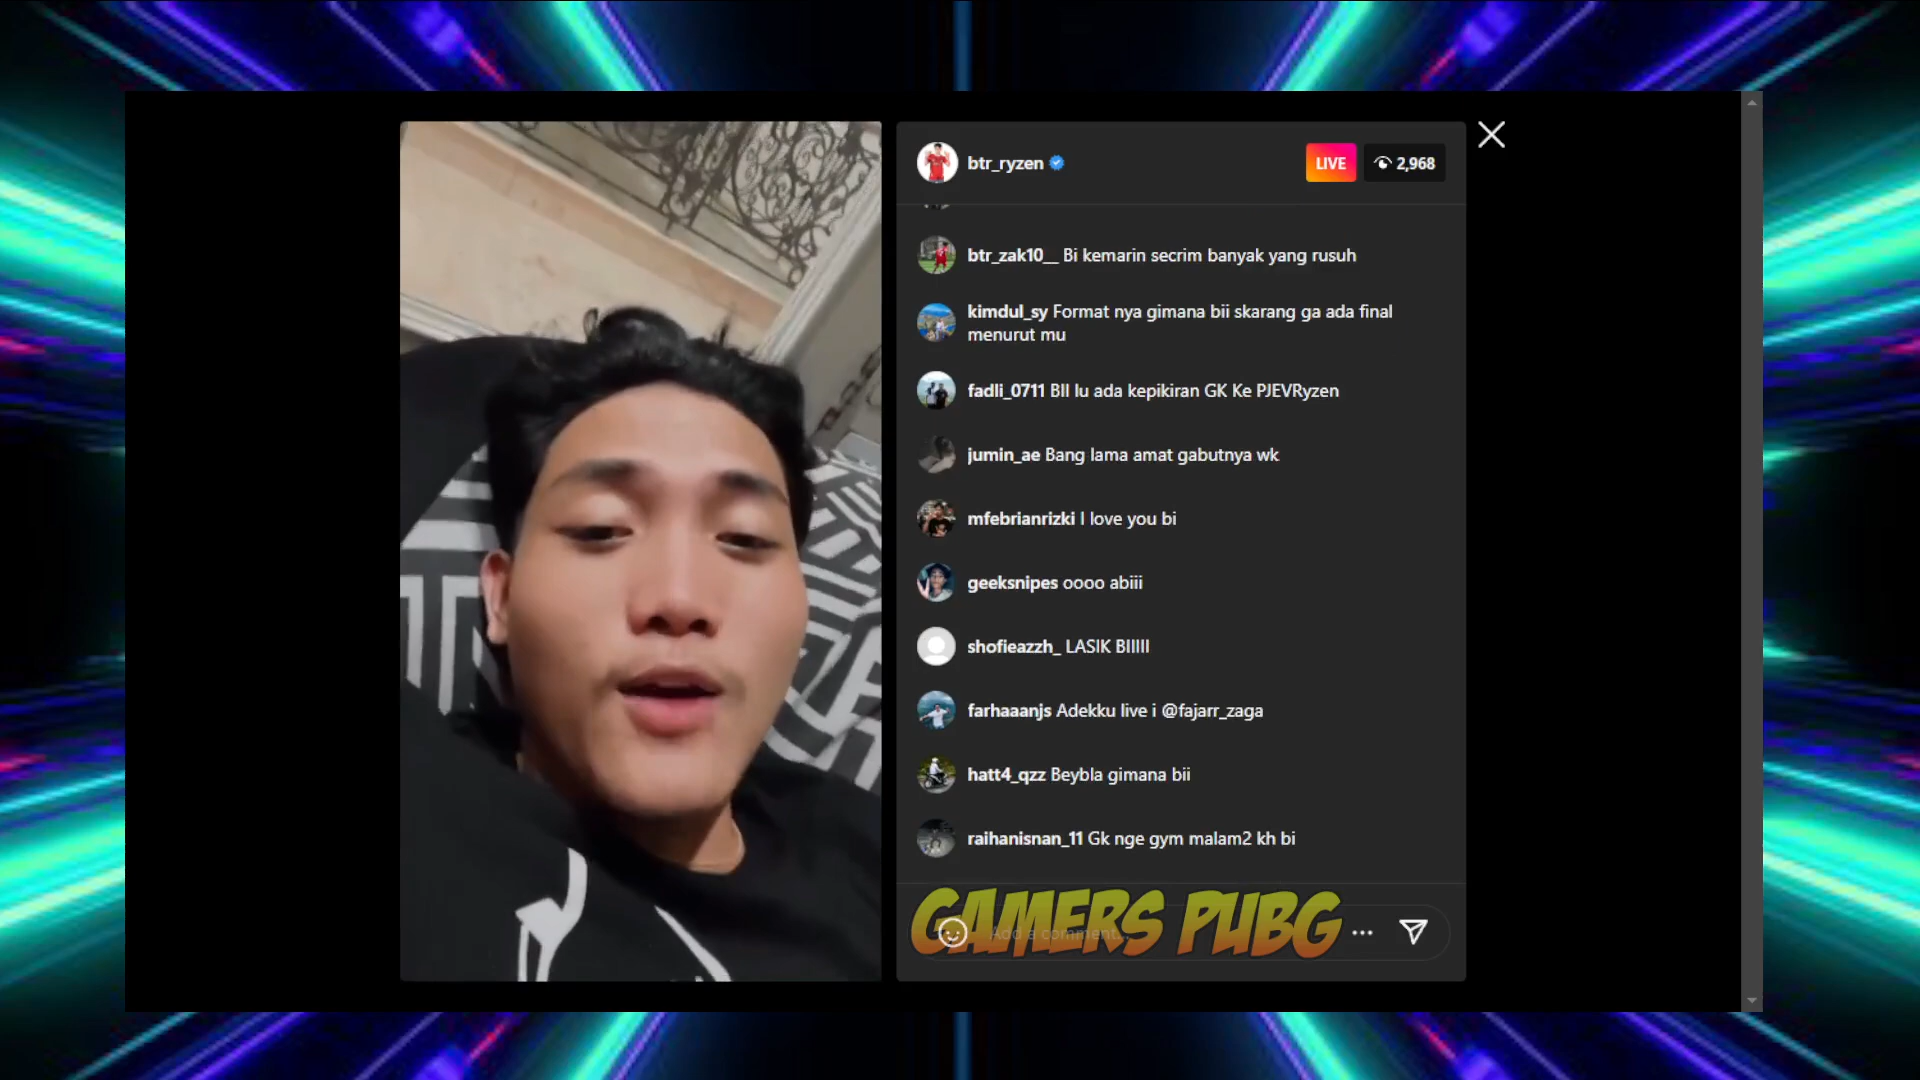 btr_ryzen
LIVE
2,968
btr_zak10__ Bi kemarin secrim banyak yang rusuh
kimdul_sy Format nya gimana bii skarang ga ada final
menurut mu
fadli_0711 BII lu ada kepikiran GK Ke PJEVRyzen
jumin_ae Bang lama amat gabutnya wk
mfebrianrizki I love you bi
geeksnipes oooo abiii
shofieazzh_ LASIK BIIIII
farhaaanjs Adekku live i @fajarr_zaga
hatt4_qzz Beybla gimana bii
raihanisnan_11 Gk nge gym malam2 kh bi
GAMERS PUBG
Add a comment...